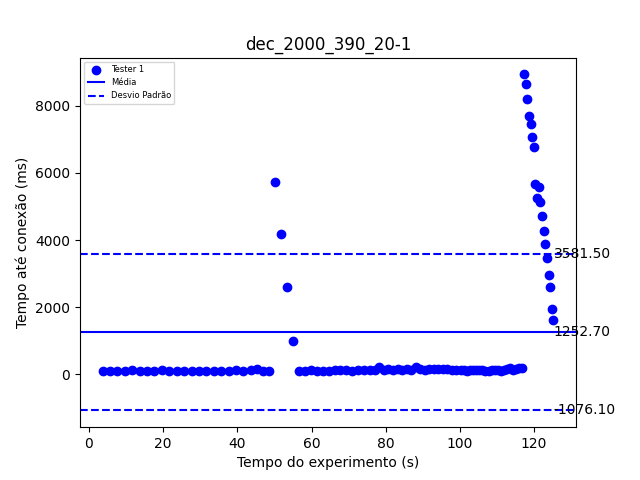 dec_2000_390_20-1
Tester 1
Média
Desvio Padrão
Tempo até conexão (ms)
8000
6000
4000
2000
0
3581.50
1252.70
1076.10
0 20 40 60 80 100 120
Tempo do experimento (s)